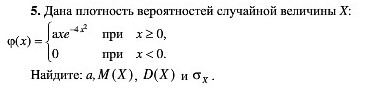 5. Дана плотность вероятностей случайной величины X:
φ(x) = { axe^{-4x²} при x ≥ 0,
0 при x < 0.
Найдите: a, M(X), D(X) и σ_X.